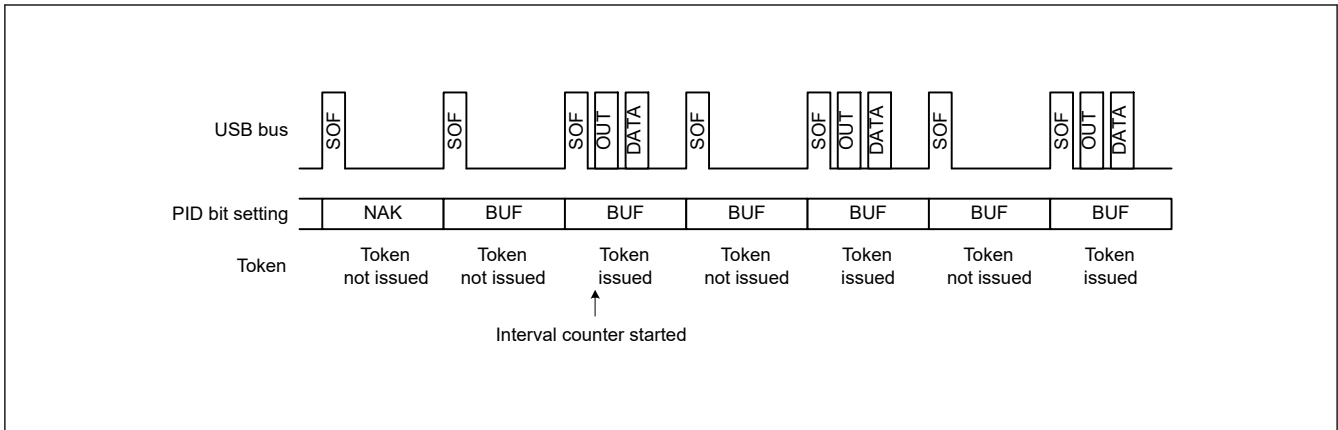 USB bus
SOF
SOF
SOF
OUT
DATA
SOF
SOF
OUT
DATA
SOF
SOF
OUT
DATA
PID bit setting
NAK
BUF
BUF
BUF
BUF
BUF
BUF
Token
Token
not issued
Token
not issued
Token
issued
Token
not issued
Token
issued
Token
not issued
Token
issued
Interval counter started